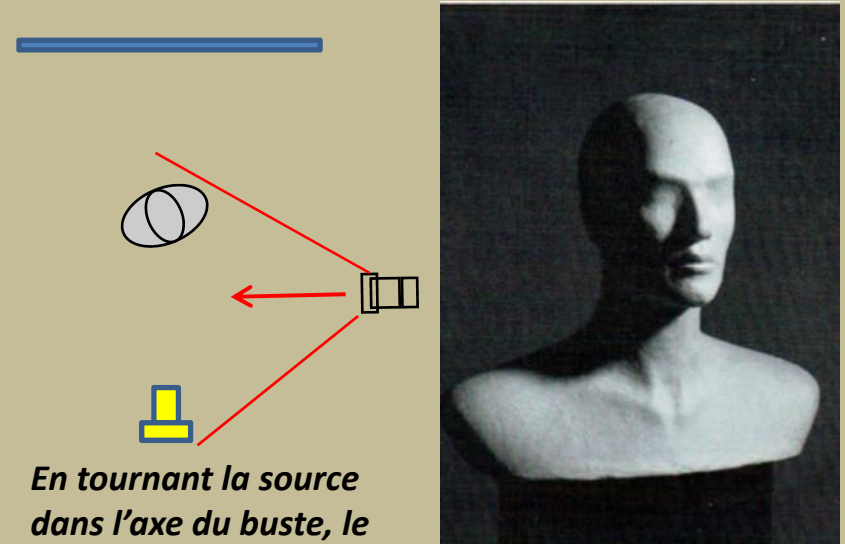 En tournant la source
dans l’axe du buste, le